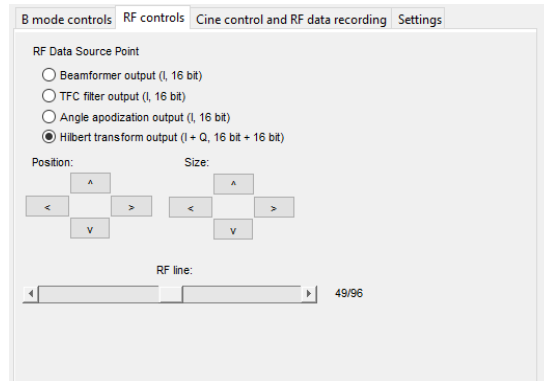 B mode controls RF controls Cine control and RF data recording Settings
RF Data Source Point
Beamformer output (I, 16 bit)
TFC filter output (I, 16 bit)
Angle apodization output (I, 16 bit)
Hilbert transform output (I + Q, 16 bit + 16 bit)
Position: Size:
^ ^
< > < >
v v
RF line:
49/96